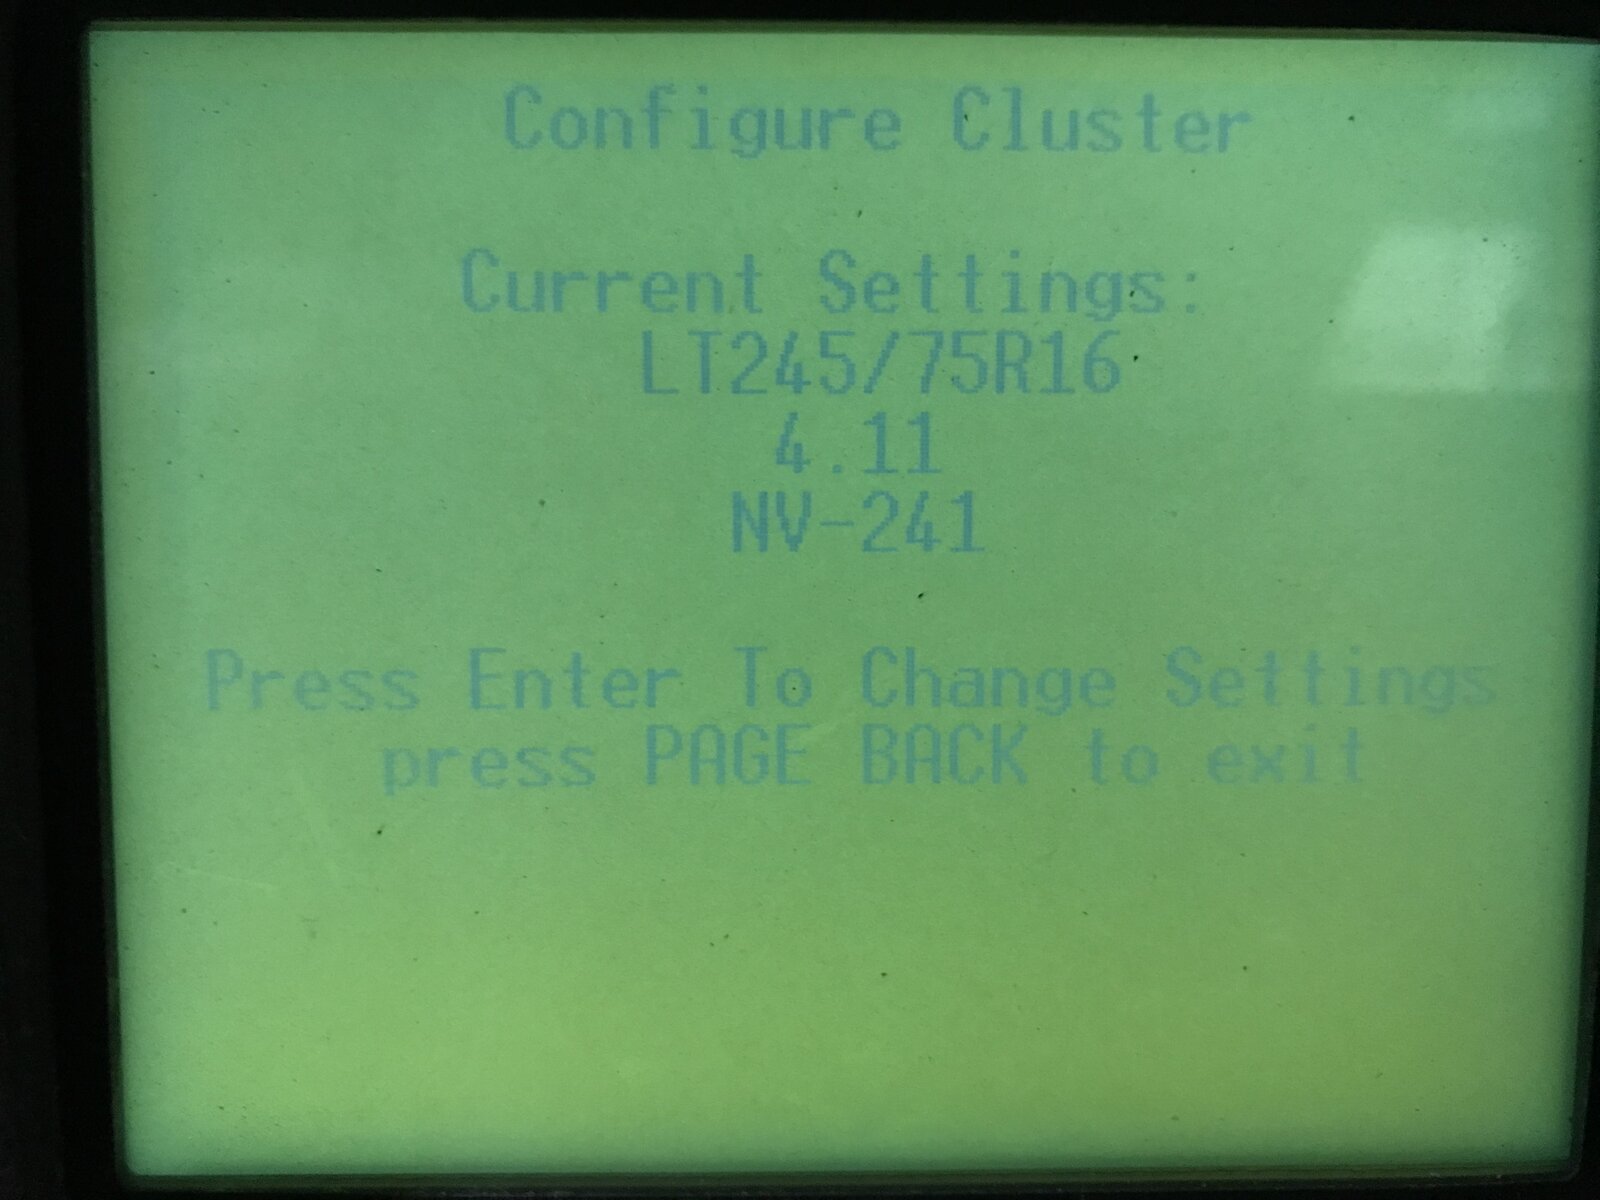 Configure Cluster
Current Settings:
LT245/75R16
4.11
NV-241
Press Enter To Change Settings
press PAGE BACK to exit